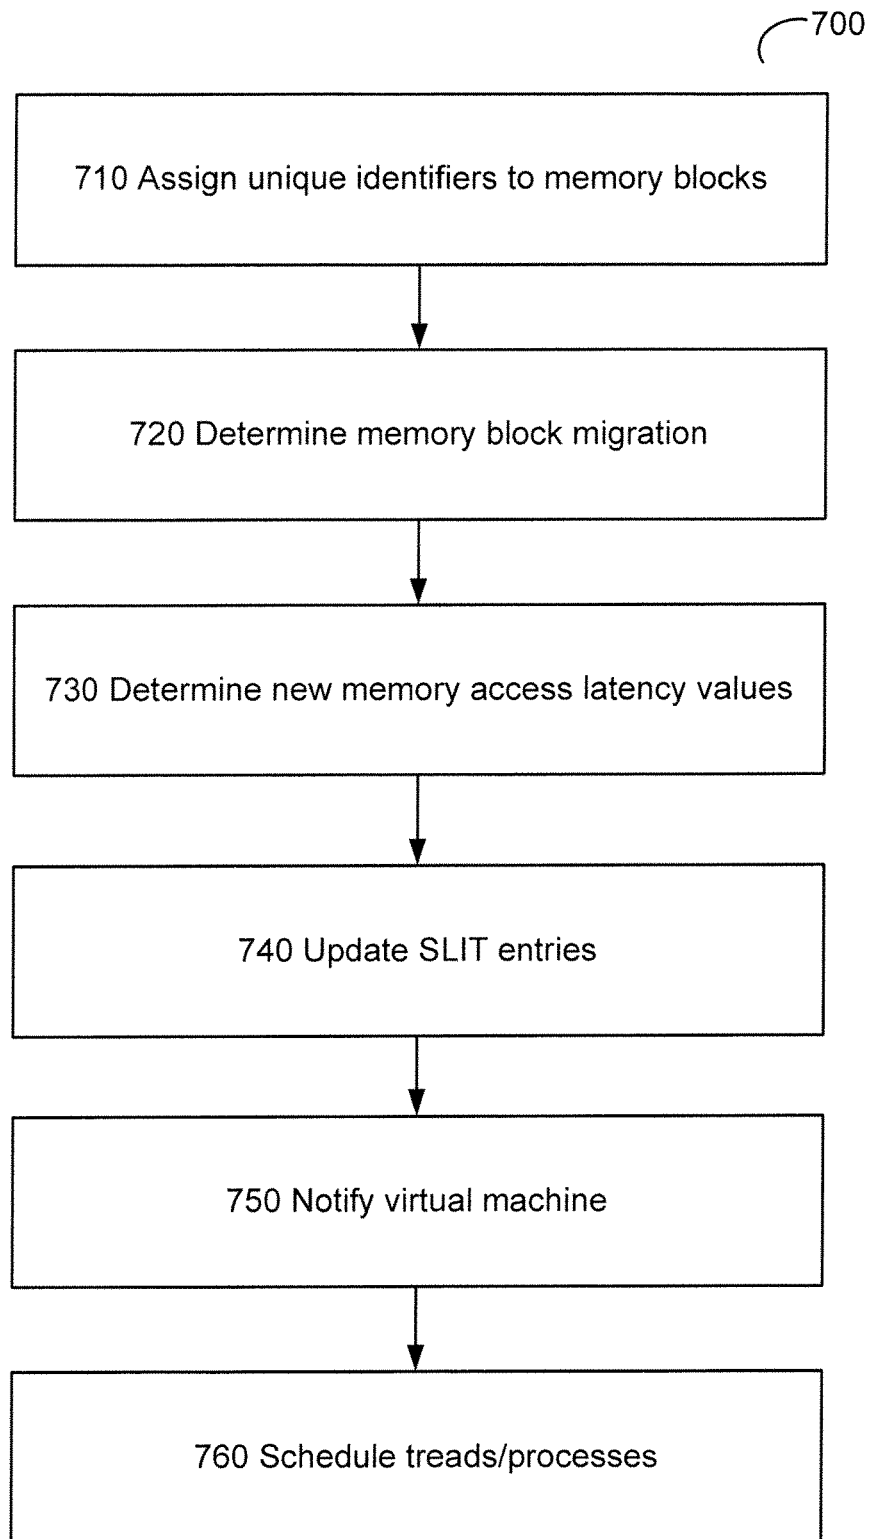 700
710 Assign unique identifiers to memory blocks
720 Determine memory block migration
730 Determine new memory access latency values
740 Update SLIT entries
750 Notify virtual machine
760 Schedule treads/processes